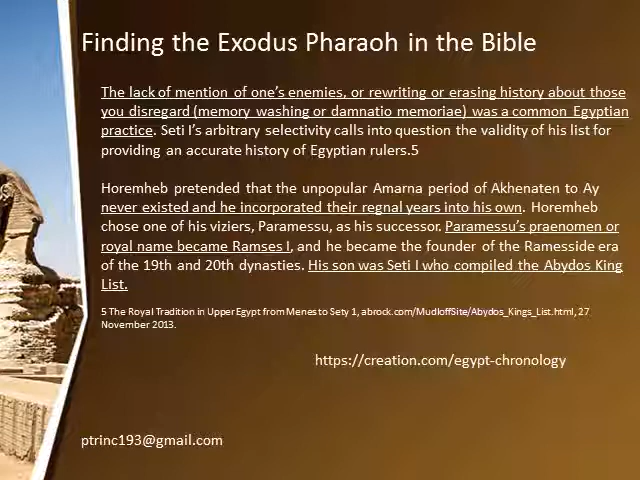 Finding the Exodus Pharaoh in the Bible
The lack of mention of one's enemies, or rewriting or erasing history about those
you disregard (memory washing or damnatio memoriae) was a common Egyptian
practice. Seti I's arbitrary selectivity calls into question the validity of his list for
providing an accurate history of Egyptian rulers.5
Horemheb pretended that the unpopular Amarna period of Akhenaten to Ay
never existed and he incorporated their regnal years into his own. Horemheb
chose one of his viziers, Paramessu, as his successor. Paramessu's praenomen or
royal name became Ramses I, and he became the founder of the Ramesside era
of the 19th and 20th dynasties. His son was Seti I who compiled the Abydos King
List.
5 The Royal Tradition in Upper Egypt from Menes to Sety 1, abrock.com/MudloffSite/Abydos_Kings_List.html, 27
November 2013.
https://creation.com/egypt-chronology
ptrinc193@gmail.com